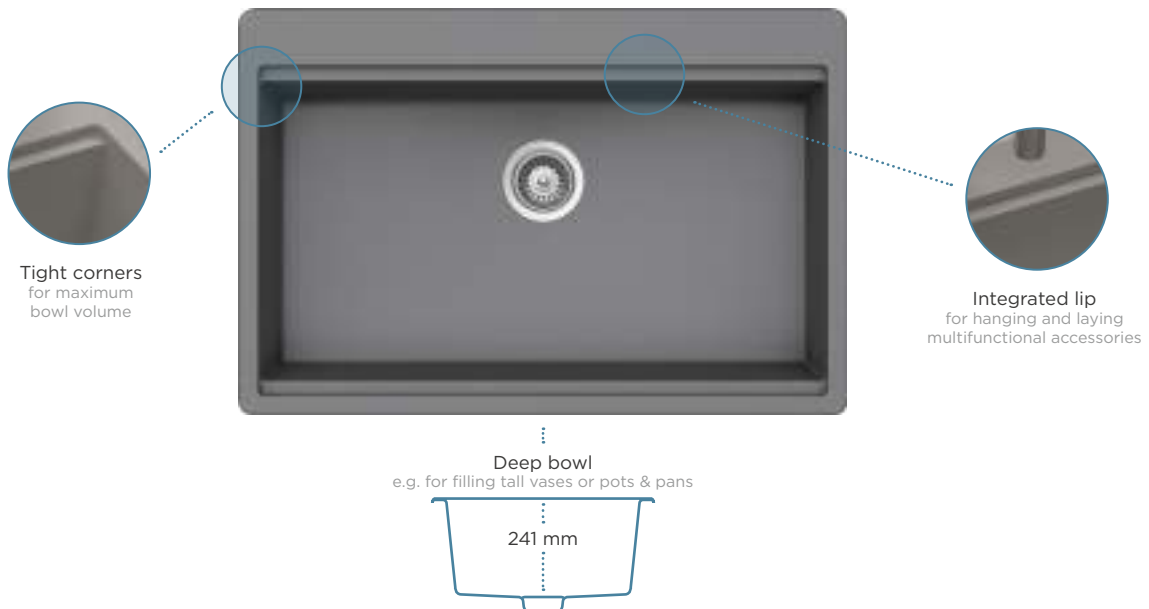 Tight corners
for maximum
bowl volume
Integrated lip
for hanging and laying
multifunctional accessories
Deep bowl
e.g. for filling tall vases or pots & pans
241 mm